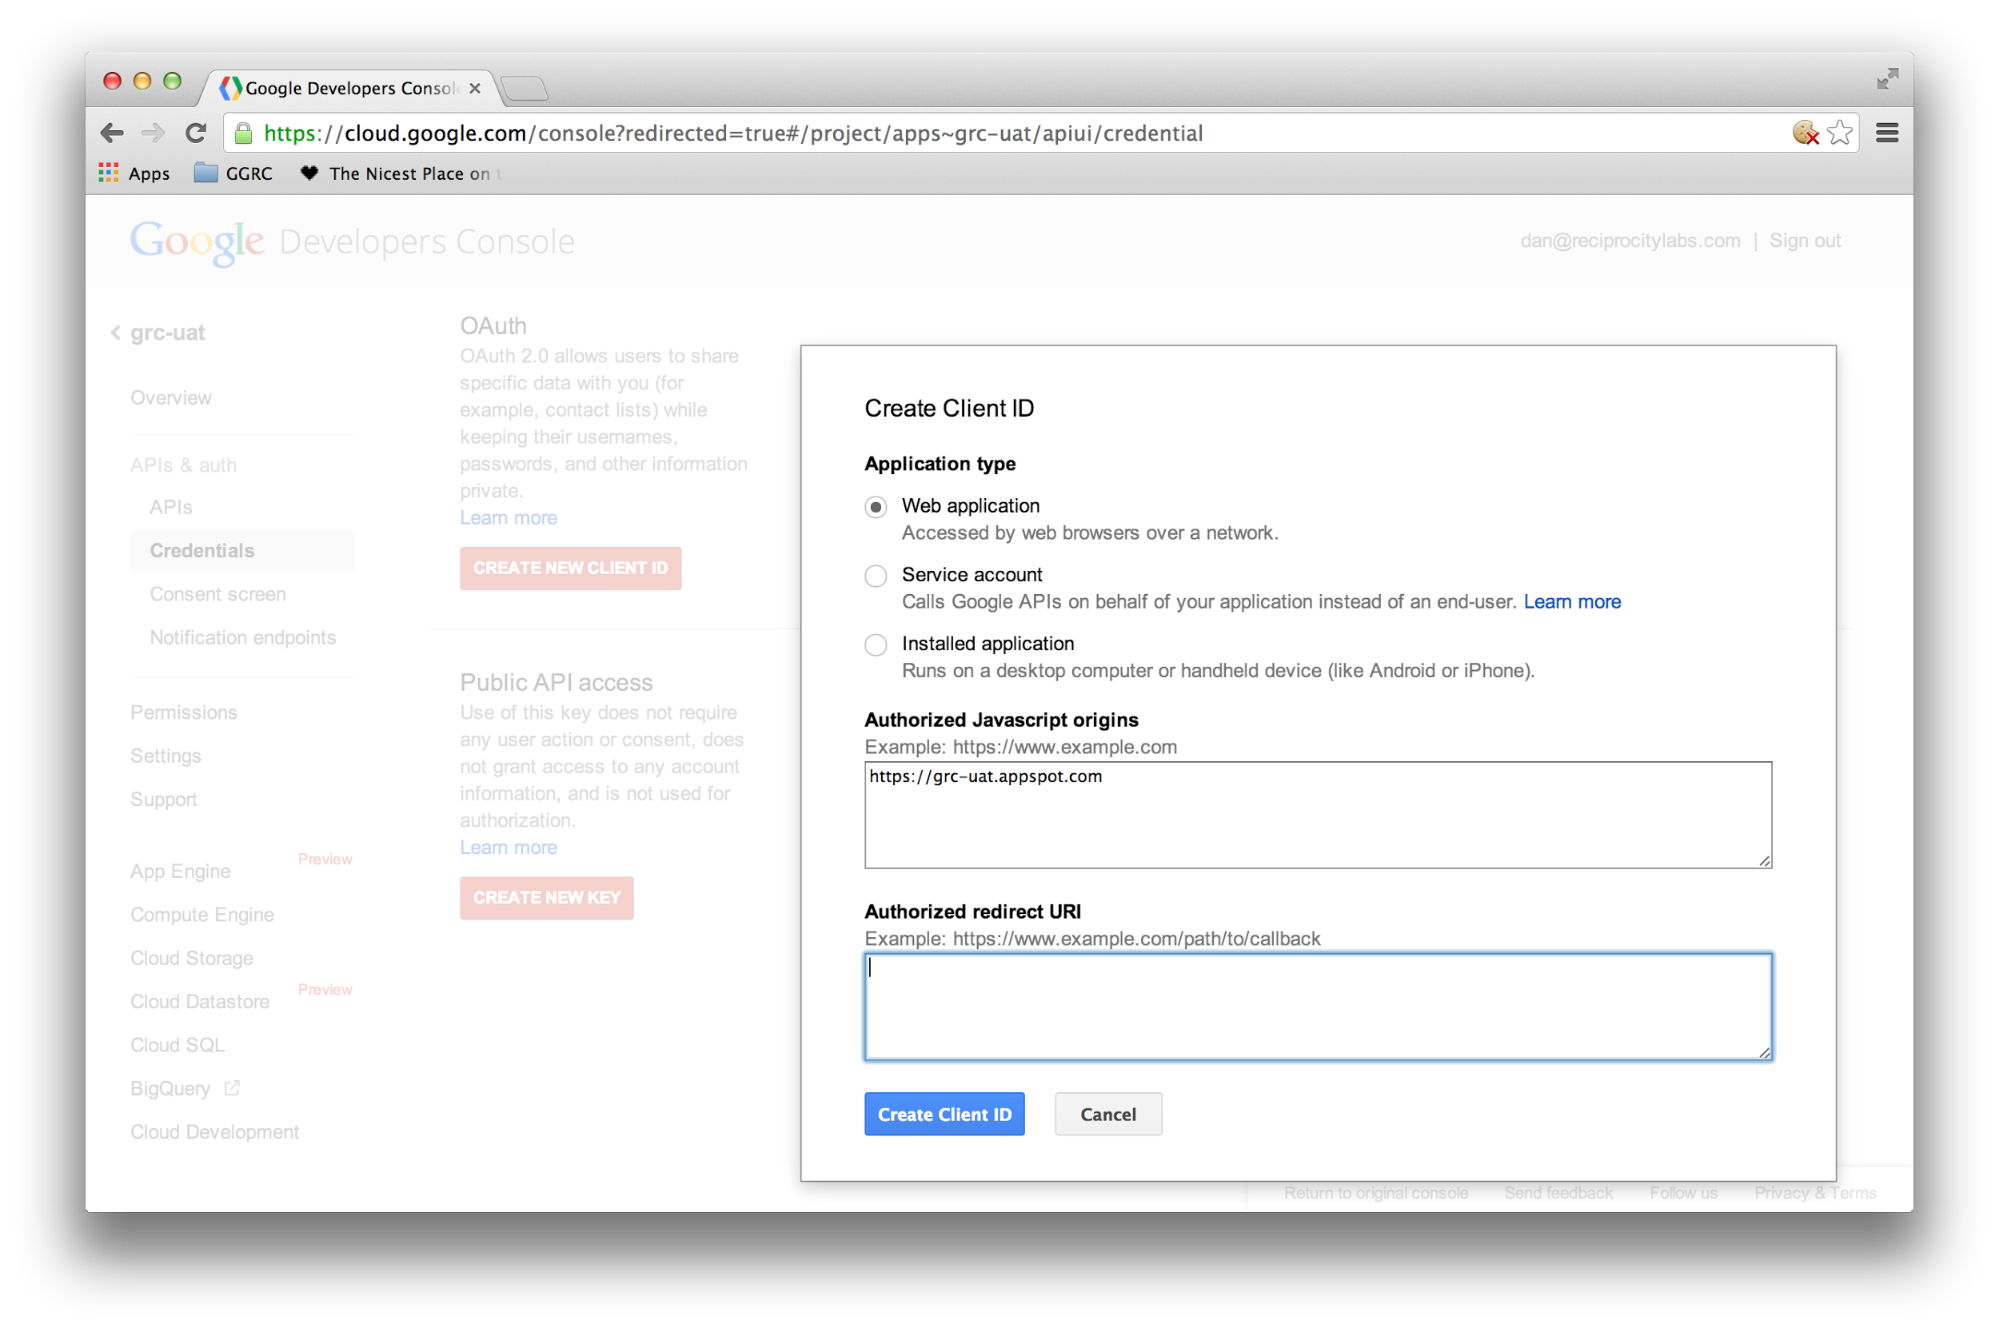 Google Developers Consol
https://cloud.google.com/console?redirected=true#/project/apps~grc-uat/apiui/credential
Apps GGRC The Nicest Place on t
Google Developers Console
dan@reciprocitylabs.com | Sign out
grc-uat
Overview
APIs & auth
APIs
Credentials
Consent screen
Notification endpoints
Permissions
Settings
Support
App Engine Preview
Compute Engine
Cloud Storage
Cloud Datastore Preview
Cloud SQL
BigQuery
Cloud Development
OAuth
OAuth 2.0 allows users to share
specific data with you (for
example, contact lists) while
keeping their usernames,
passwords, and other information
private.
Learn more
CREATE NEW CLIENT ID
Public API access
Use of this key does not require
any user action or consent, does
not grant access to any account
information, and is not used for
authorization.
Learn more
CREATE NEW KEY
Create Client ID
Application type
Web application
Accessed by web browsers over a network.
Service account
Calls Google APIs on behalf of your application instead of an end-user. Learn more
Installed application
Runs on a desktop computer or handheld device (like Android or iPhone).
Authorized Javascript origins
Example: https://www.example.com
https://grc-uat.appspot.com
Authorized redirect URI
Example: https://www.example.com/path/to/callback
Create Client ID Cancel
Return to original console Send feedback Follow us Privacy & Terms